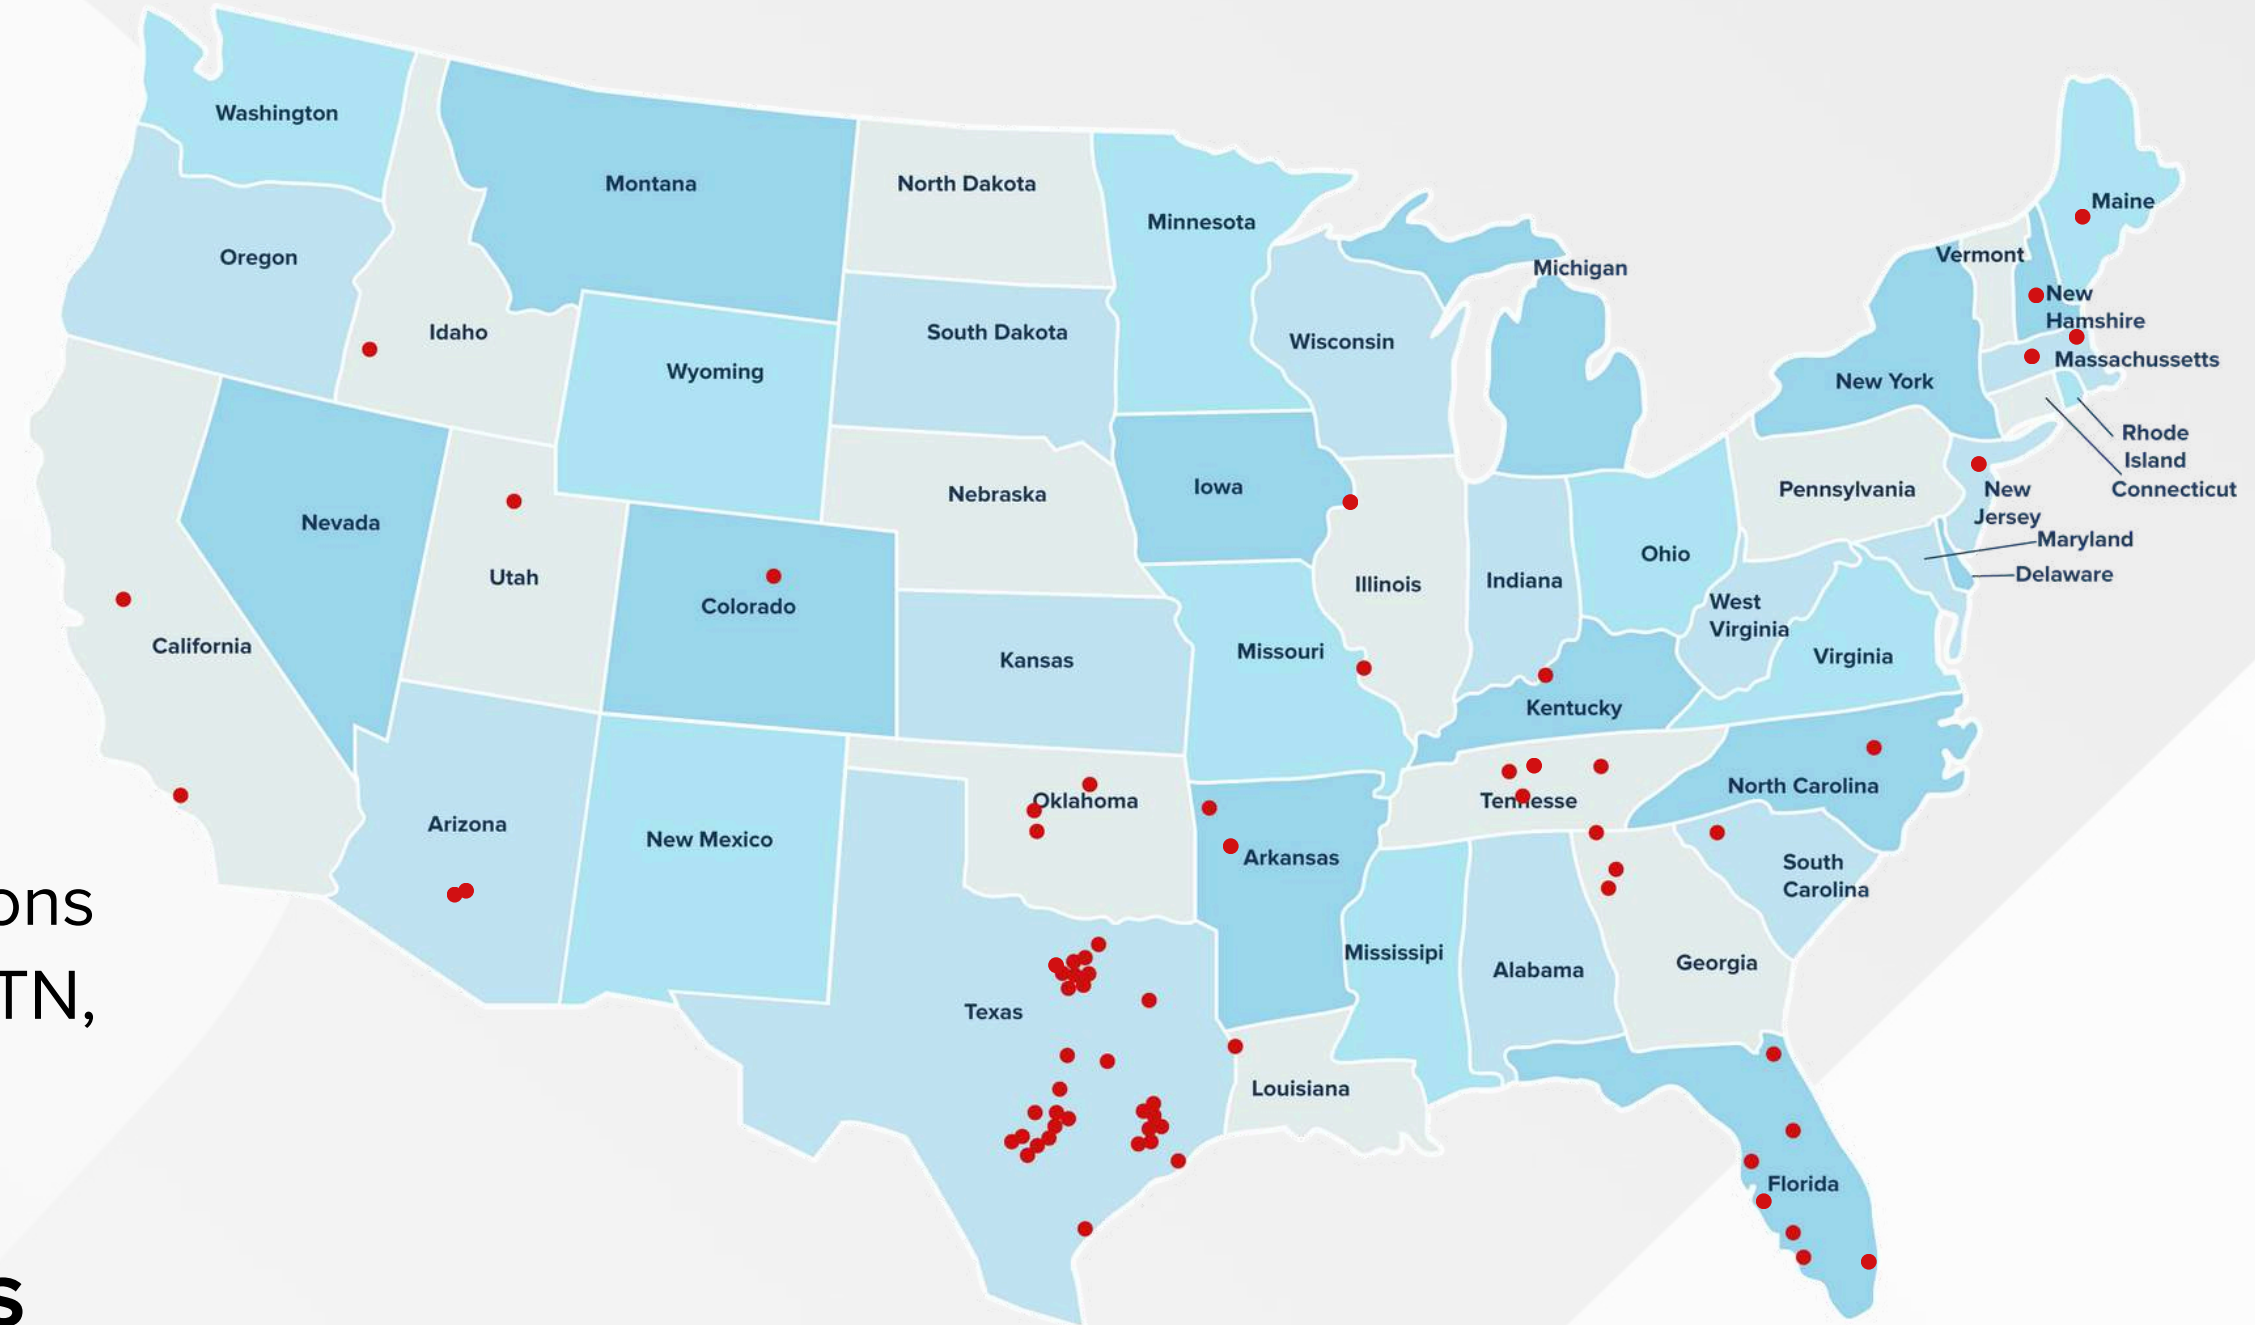 Washington
Montana
North Dakota
Minnesota
Maine
Oregon
Vermont
Michigan
New
Hamshire
Idaho
South Dakota
Wisconsin
Massachussetts
Wyoming
New York
Rhode
Island
Connecticut
Nebraska
Iowa
Pennsylvania
New
Jersey
Nevada
Maryland
Ohio
Delaware
Utah
Colorado
Illinois
Indiana
West
Virginia
California
Kansas
Missouri
Virginia
Kentucky
North Carolina
Oklahoma
Tennesse
Arizona
New Mexico
Arkansas
South
Carolina
ons
Mississipi
Alabama
Georgia
TN,
Texas
Louisiana
Florida
s